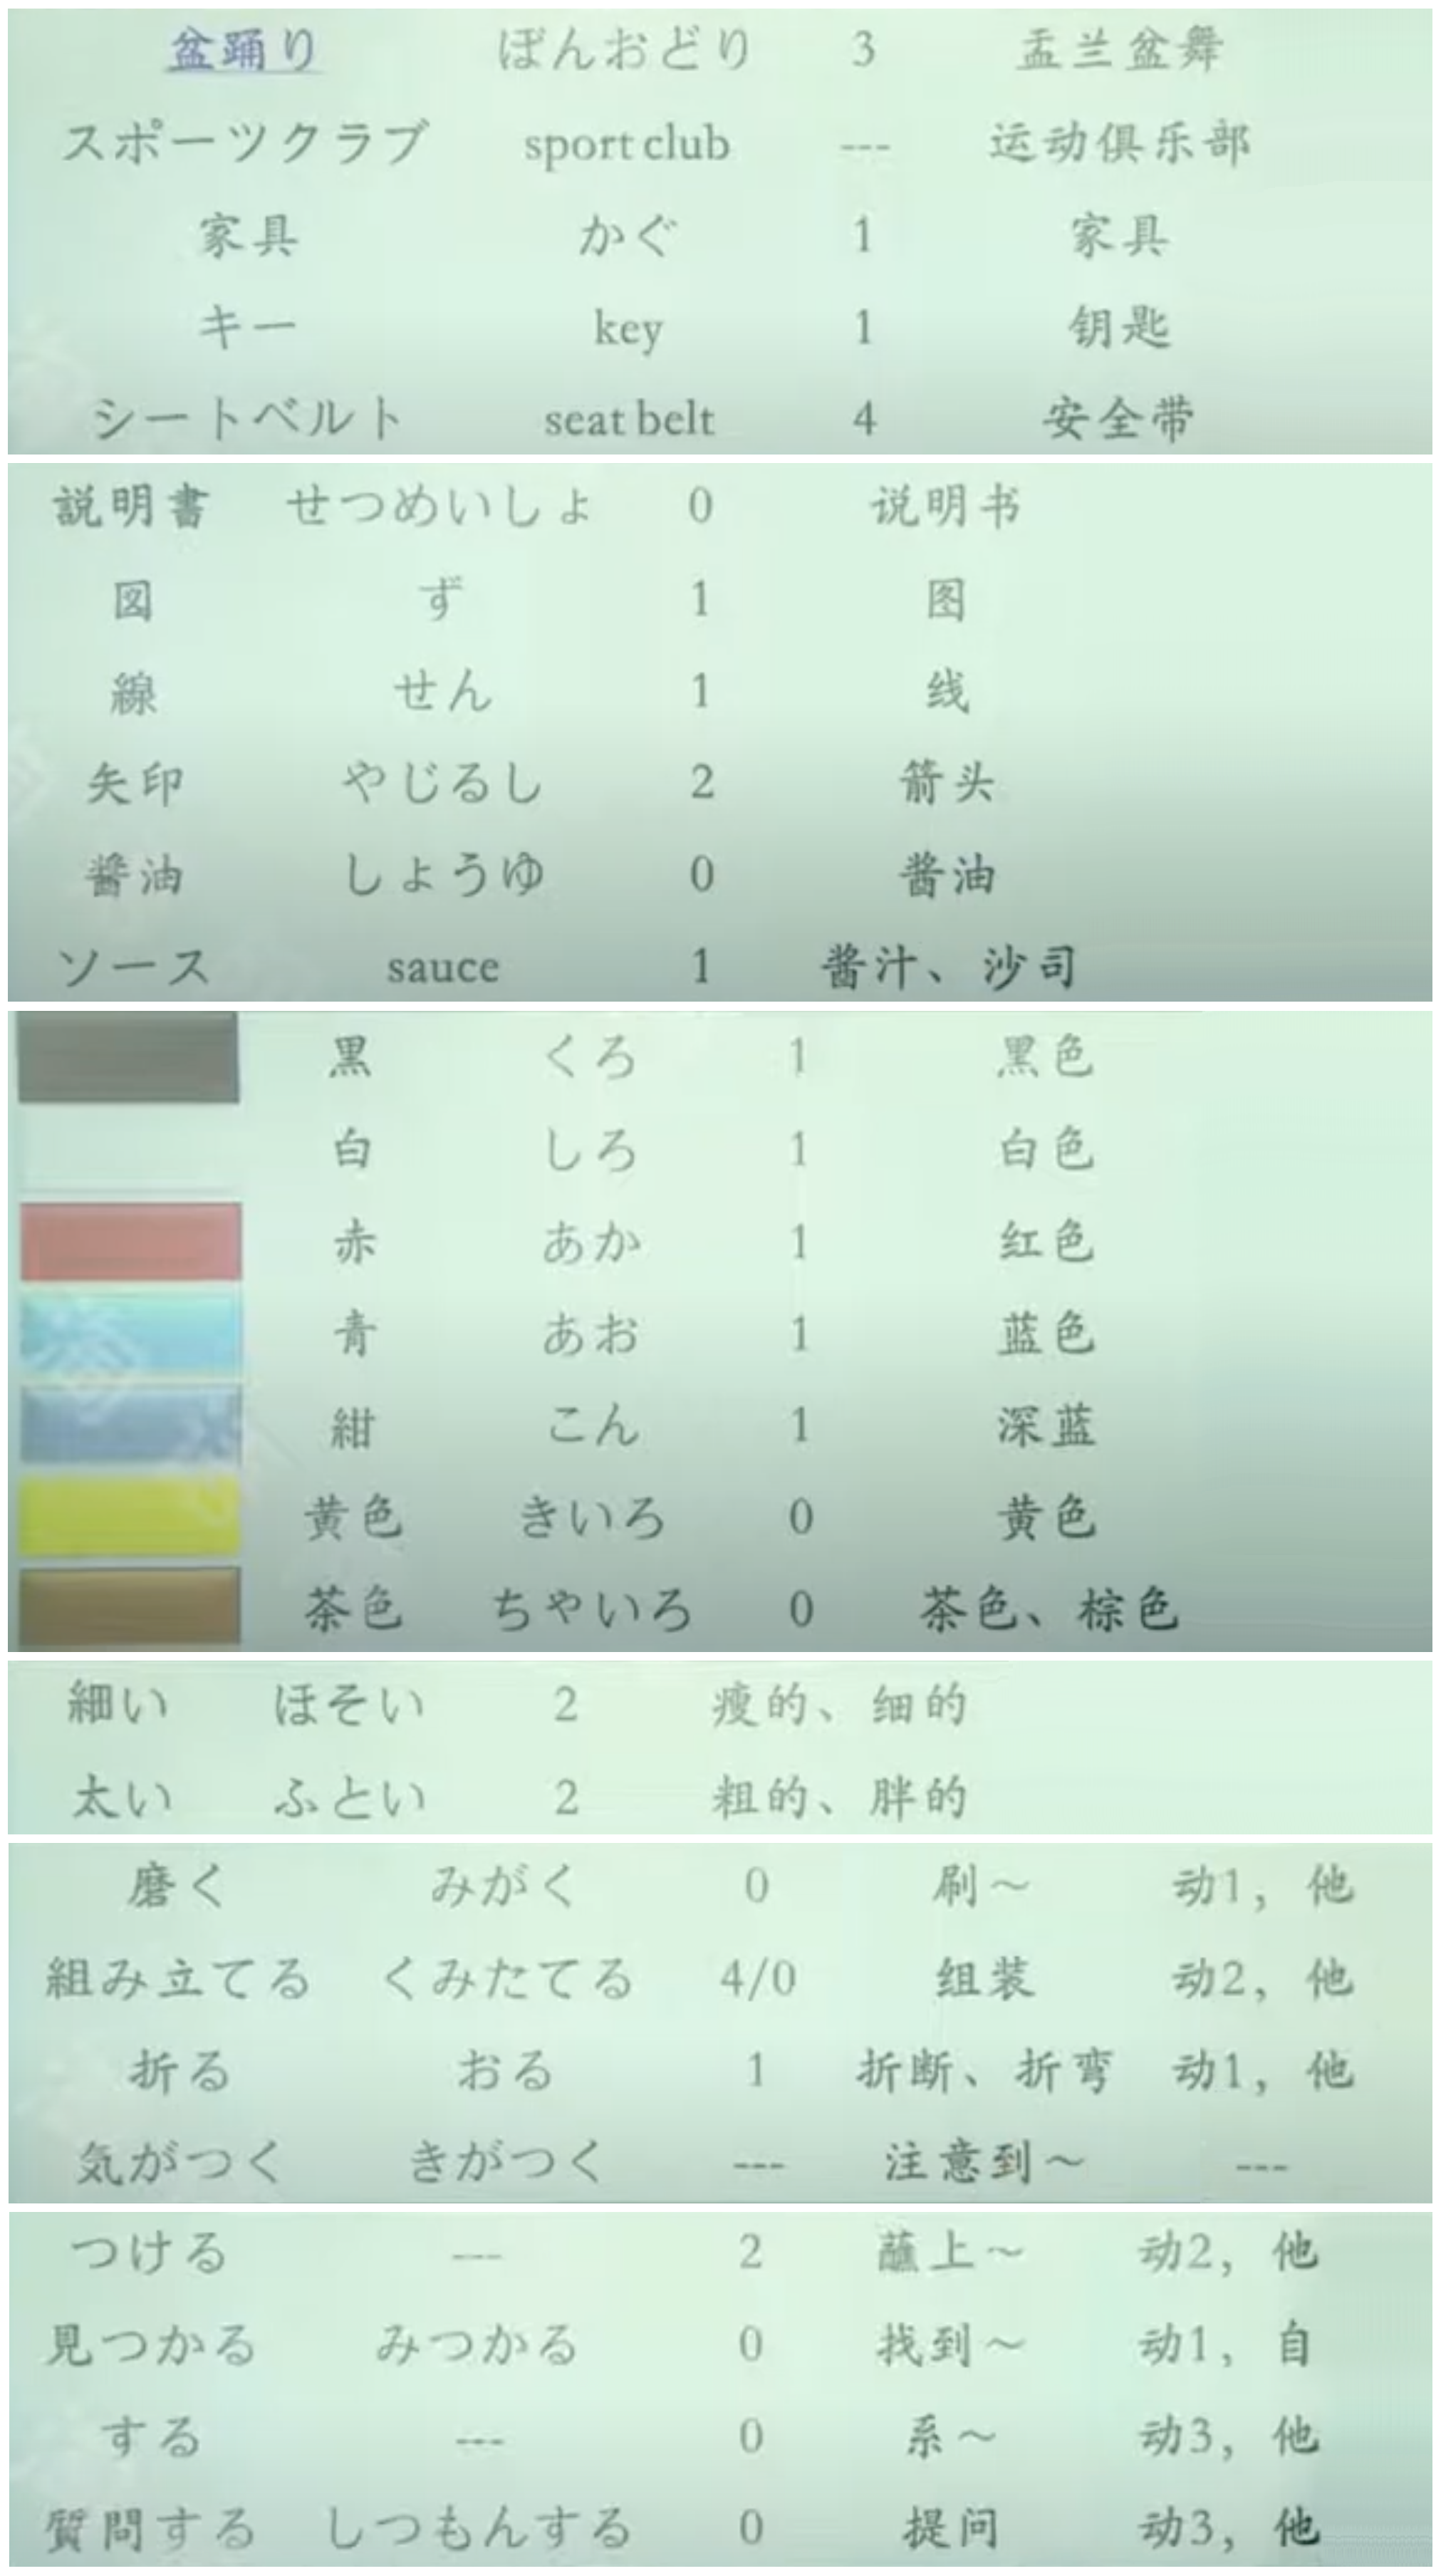 盆踊り ぼんおどり 3 盂兰盆舞
スポーツクラブ sport club --- 运动俱乐部
家具 かぐ 1 家具
キー key 1 钥匙
シートベルト seat belt 4 安全带
説明書 せつめいしょ 0 说明书
図 ず 1 图
線 せん 1 线
矢印 やじるし 2 箭头
醤油 しょうゆ 0 酱油
ソース sauce 1 酱汁、沙司
黒 くろ 1 黑色
白 しろ 1 白色
赤 あか 1 红色
青 あお 1 蓝色
紺 こん 1 深蓝
黄色 きいろ 0 黄色
茶色 ちゃいろ 0 茶色、棕色
細い ほそい 2 瘦的、细的
太い ふとい 2 粗的、胖的
磨く みがく 0 刷～ 动1，他
組み立てる くみたてる 4/0 组装 动2，他
折る おる 1 折断、折弯 动1，他
気がつく きがつく --- 注意到～ ---
つける --- 2 蘸上～ 动2，他
見つかる みつかる 0 找到～ 动1，自
する --- 0 系～ 动3，他
質問する しつもんする 0 提问 动3，他